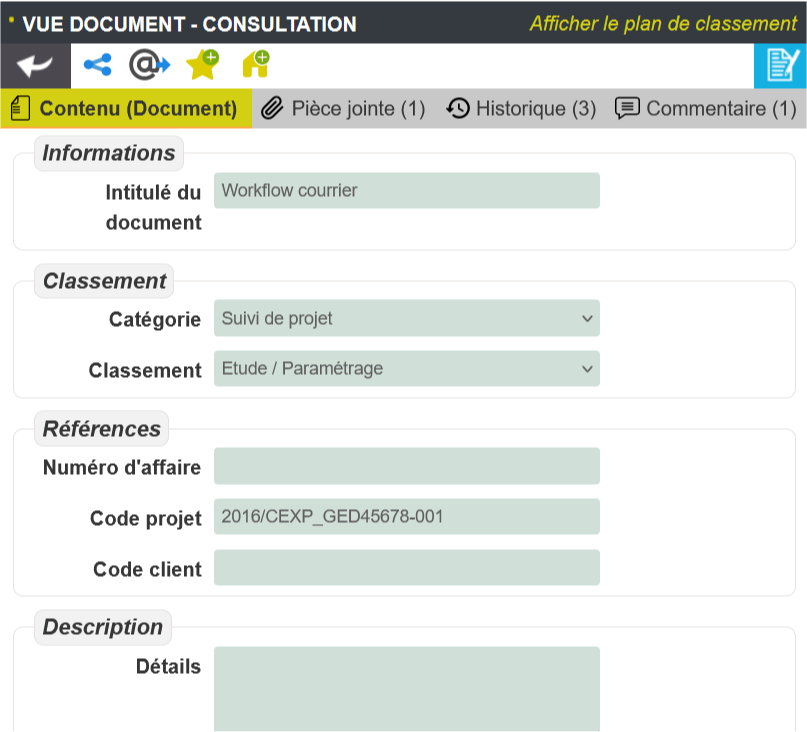 * VUE DOCUMENT - CONSULTATION Afficher le plan de classement
Contenu (Document) Pièce jointe (1) Historique (3) Commentaire (1)
Informations
Intitulé du document Workflow courrier
Classement
Catégorie Suivi de projet
Classement Etude / Paramétrage
Références
Numéro d'affaire
Code projet 2016/CEXP_GED45678-001
Code client
Description
Détails